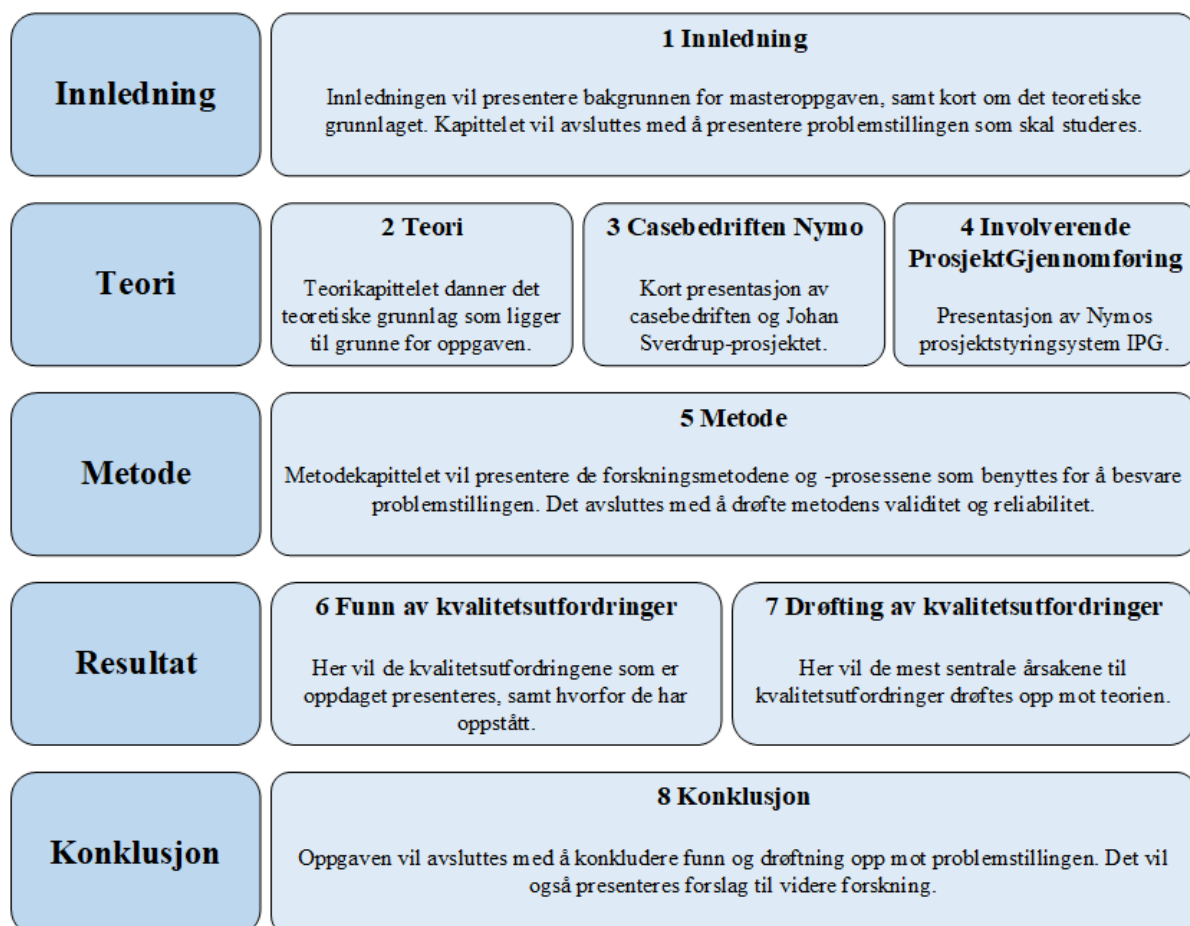 Innledning
1 Innledning
Innledningen vil presentere bakgrunnen for masteroppgaven, samt kort om det teoretiske
grunnlaget. Kapittelet vil avsluttes med å presentere problemstillingen som skal studeres.
Teori
2 Teori
Teorikapittelet danner det
teoretiske grunnlag som ligger
til grunne for oppgaven.
3 Casebedriften Nymo
Kort presentasjon av
casebedriften og Johan
Sverdrup-prosjektet.
4 Involverende
ProsjektGjennomføring
Presentasjon av Nymos
prosjektstyringsystem IPG.
Metode
5 Metode
Metodekapittelet vil presentere de forskningsmetodene og -prosessene som benyttes for å besvare
problemstillingen. Det avsluttes med å drøfte metodens validitet og reliabilitet.
Resultat
6 Funn av kvalitetsutfordringer
Her vil de kvalitetsutfordringene som er
oppdaget presenteres, samt hvorfor de har
oppstått.
7 Drøfting av kvalitetsutfordringer
Her vil de mest sentrale årsakene til
kvalitetsutfordringer drøftes opp mot teorien.
Konklusjon
8 Konklusjon
Oppgaven vil avsluttes med å konkludere funn og drøftning opp mot problemstillingen. Det vil
også presenteres forslag til videre forskning.